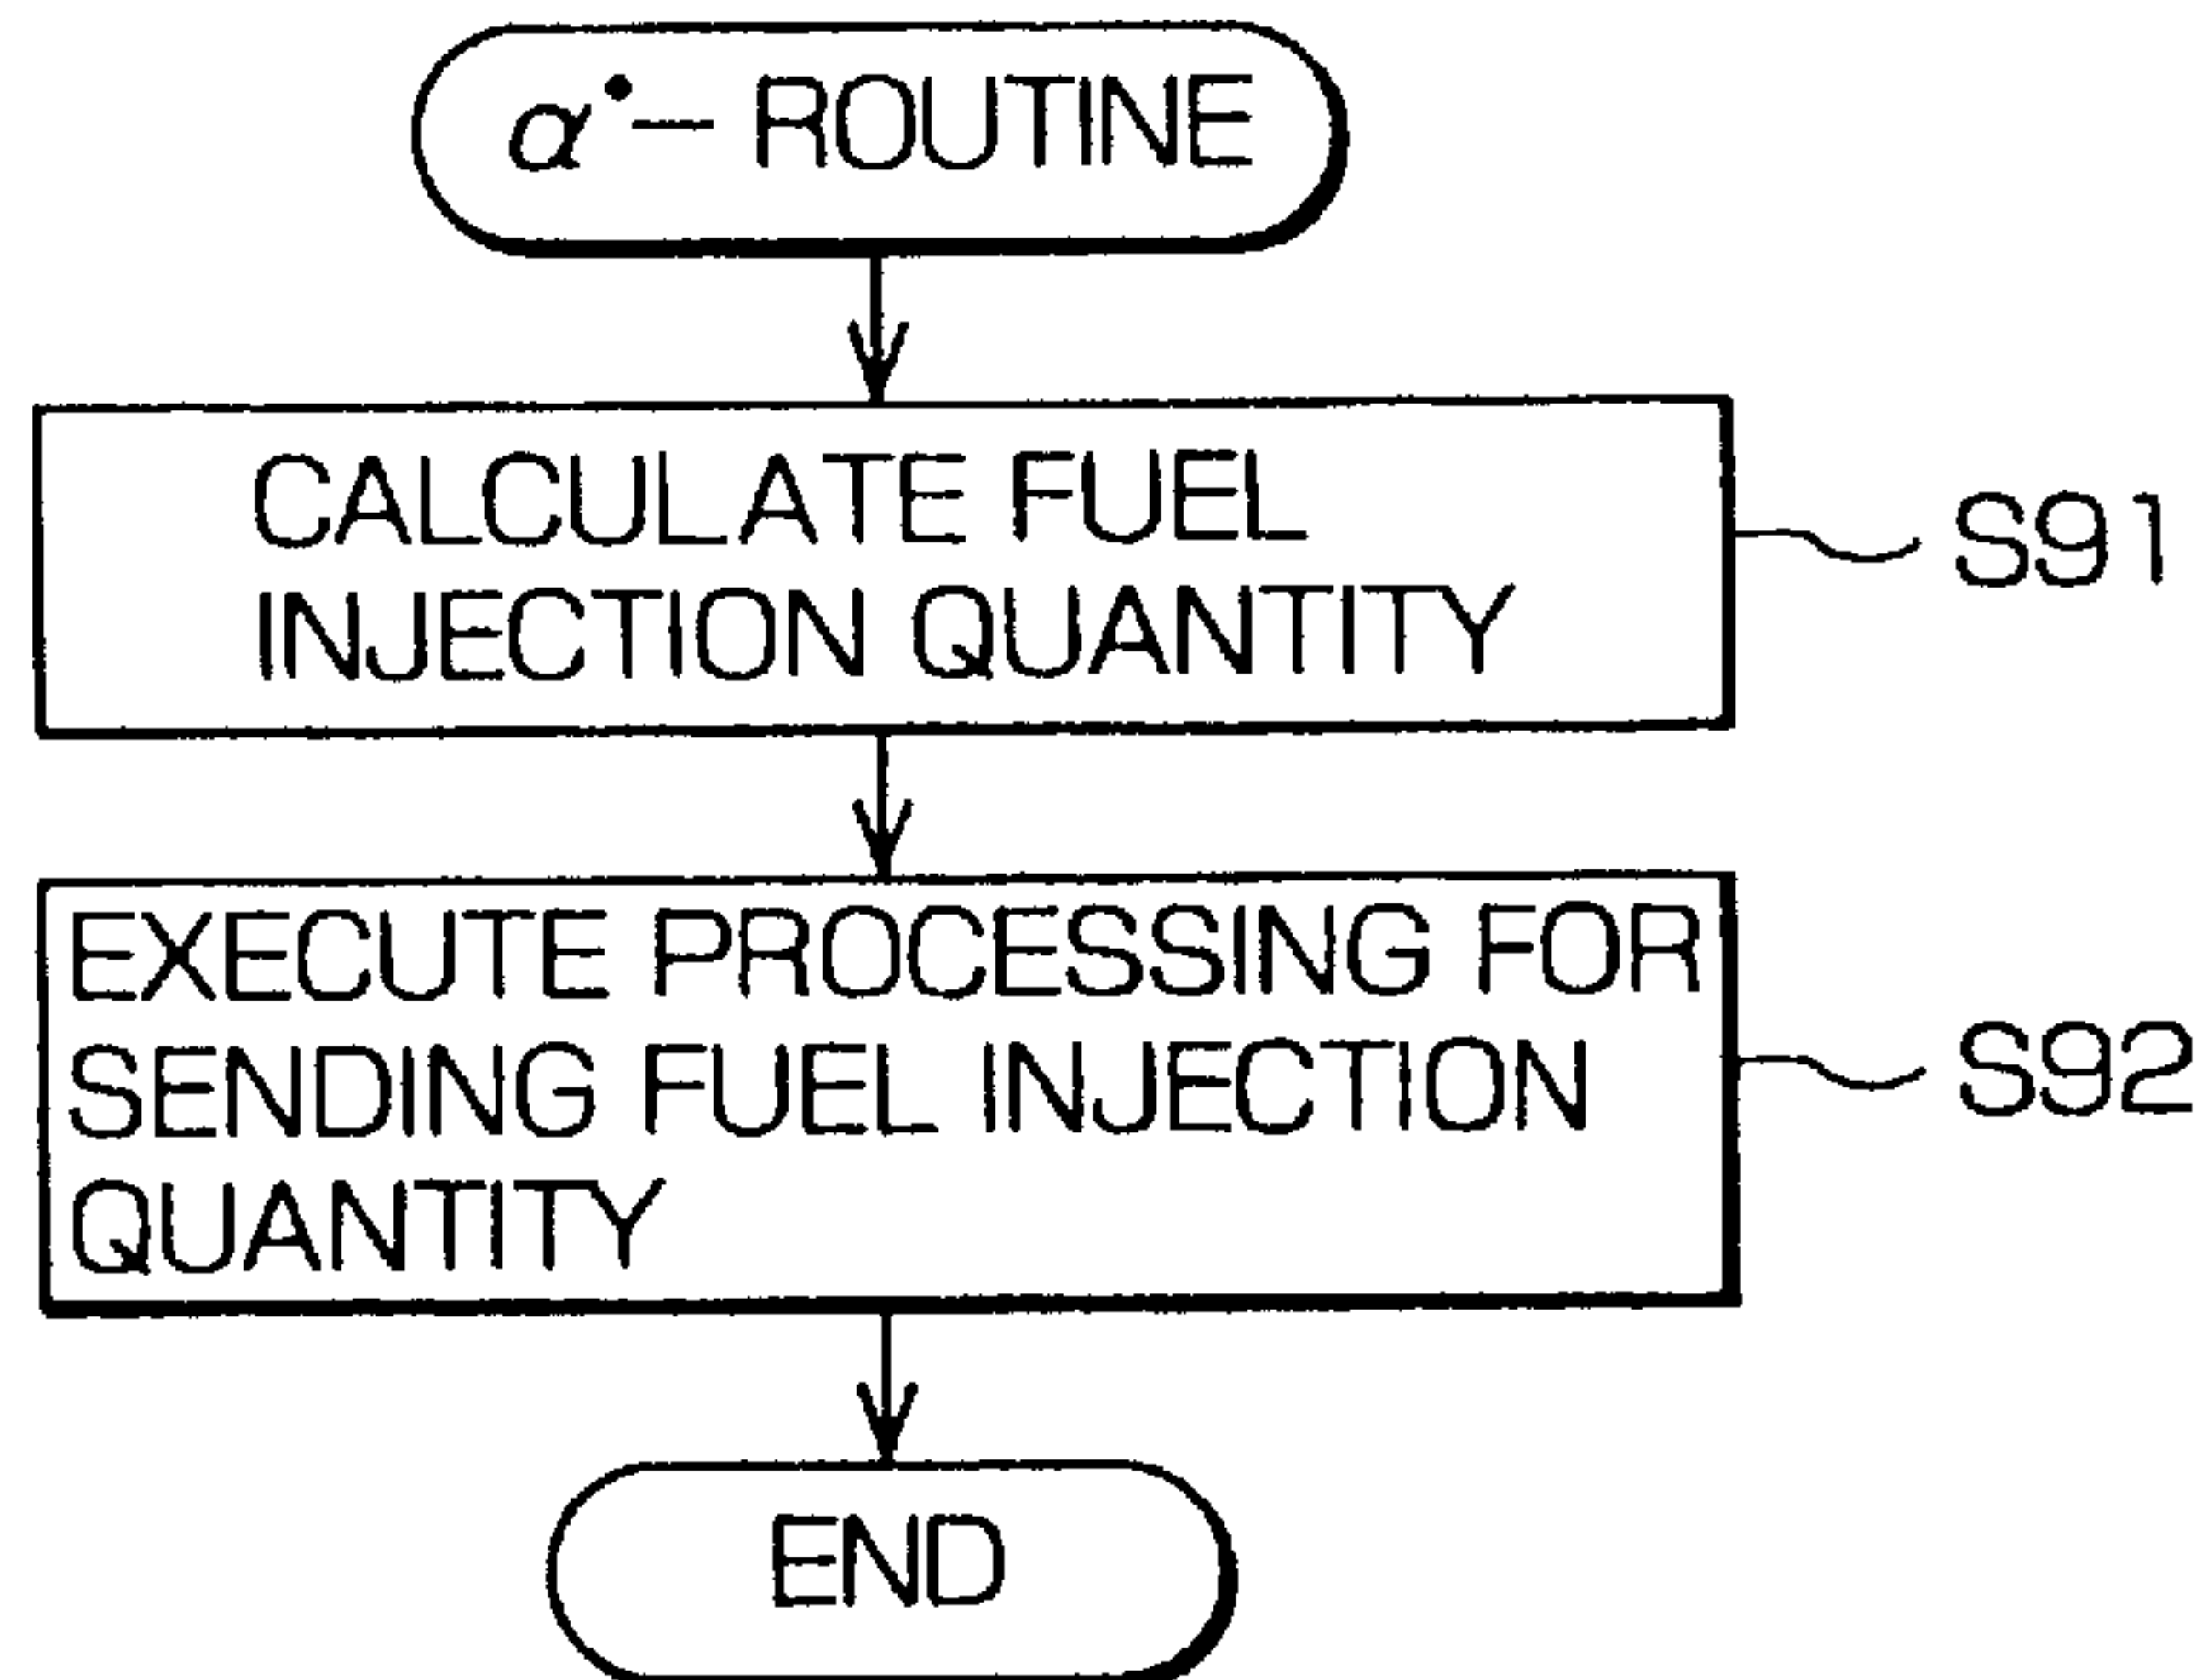 α°— ROUTINE
CALCULATE FUEL
INJECTION QUANTITY
S91
EXECUTE PROCESSING FOR
SENDING FUEL INJECTION
QUANTITY
S92
END